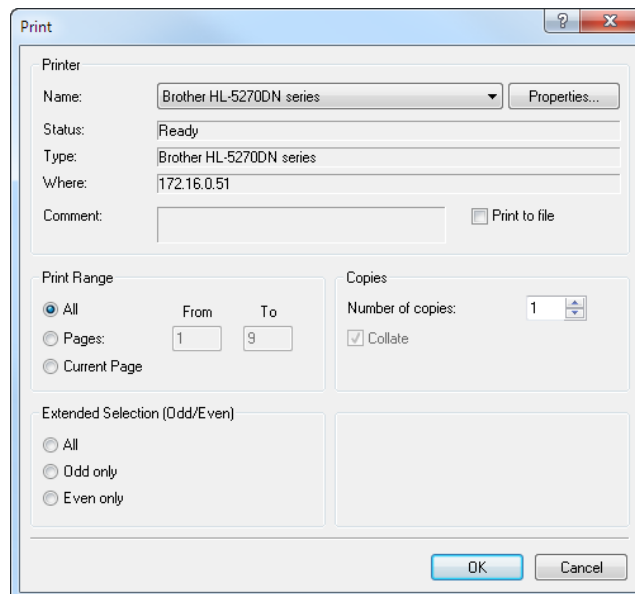 Print
Printer
Name: Brother HL-5270DN series Properties...
Status: Ready
Type: Brother HL-5270DN series
Where: 172.16.0.51
Comment: Print to file
Print Range
All From To
Pages: 1 9
Current Page
Copies
Number of copies: 1
Collate
Extended Selection (Odd/Even)
All
Odd only
Even only
OK Cancel